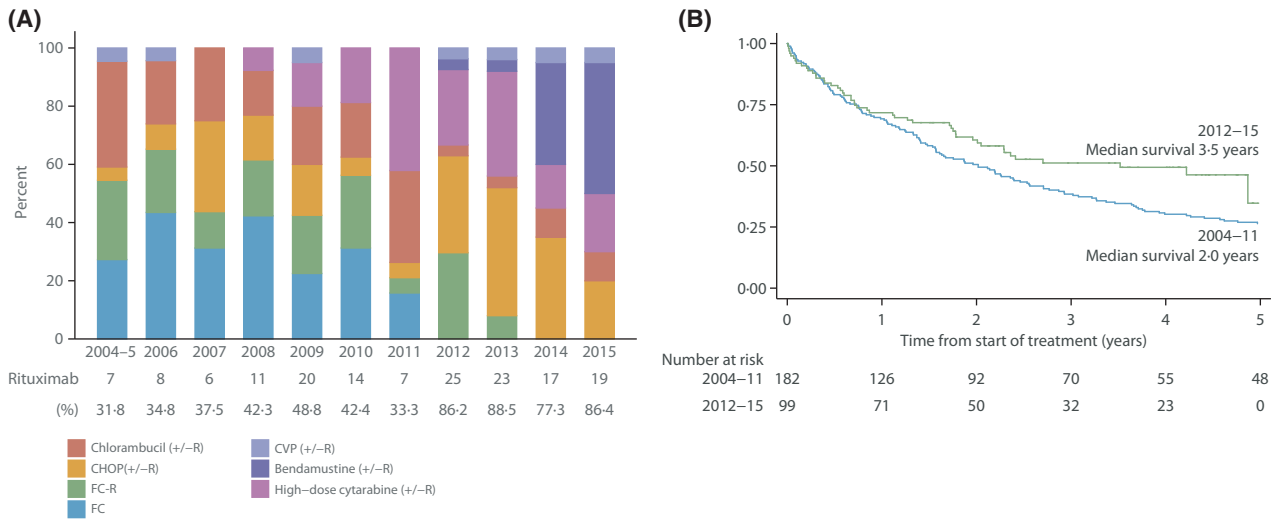 (A)
100
80
60
40
20
0
Percent
2004–5 2006 2007 2008 2009 2010 2011 2012 2013 2014 2015
Rituximab 7 8 6 11 20 14 7 25 23 17 19
(%) 31·8 34·8 37·5 42·3 48·8 42·4 33·3 86·2 88·5 77·3 86·4
Chlorambucil (+/–R)
CHOP(+/–R)
FC-R
FC
CVP (+/–R)
Bendamustine (+/–R)
High–dose cytarabine (+/–R)
(B)
1·00
0·75
0·50
0·25
0·00
2012–15
Median survival 3·5 years
2004–11
Median survival 2·0 years
0 1 2 3 4 5
Time from start of treatment (years)
Number at risk
2004–11 182 126 92 70 55 48
2012–15 99 71 50 32 23 0